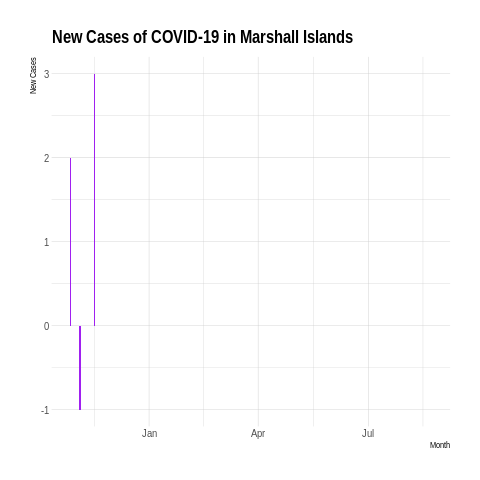 New Cases of COVID-19 in Marshall Islands
New Cases
3
2
1
0
-1
Jan Apr Jul
Month